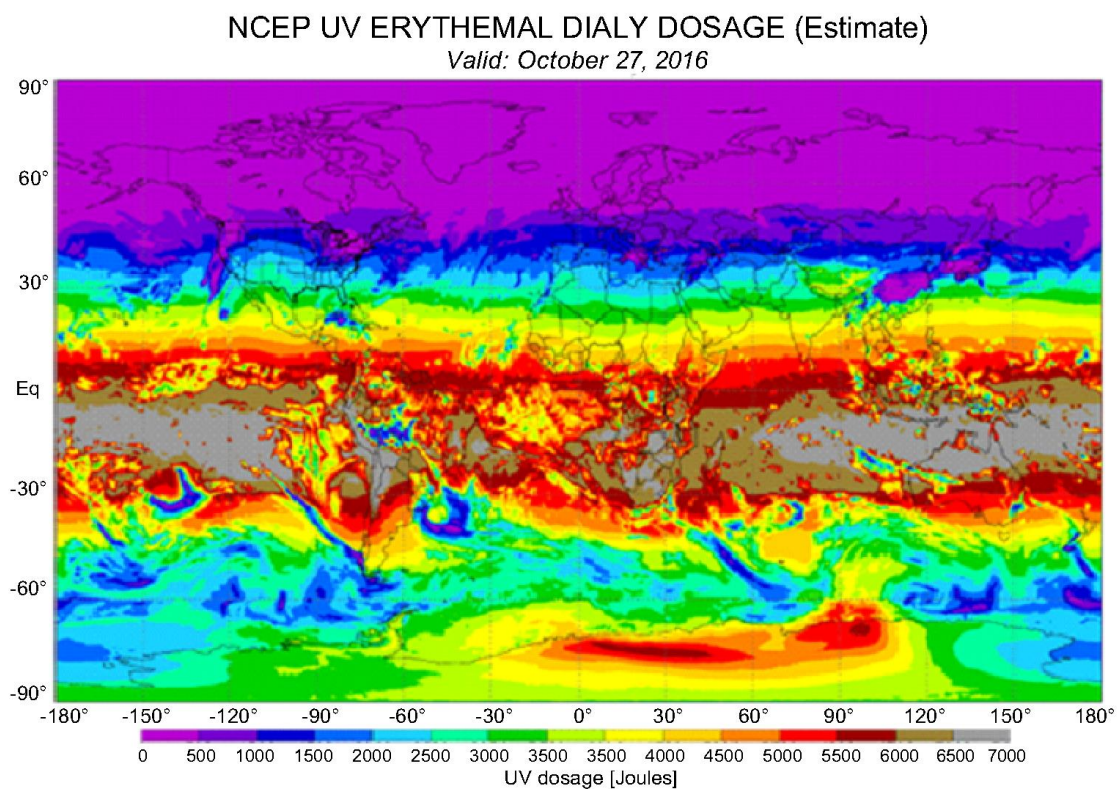 NCEP UV ERYTHEMAL DIALY DOSAGE (Estimate)
Valid: October 27, 2016
90°
60°
30°
Eq
-30°
-60°
-90°
-180° -150° -120° -90° -60° -30° 0° 30° 60° 90° 120° 150° 180°
0 500 1000 1500 2000 2500 3000 3500 3500 4000 4500 5000 5500 6000 6500 7000
UV dosage [Joules]